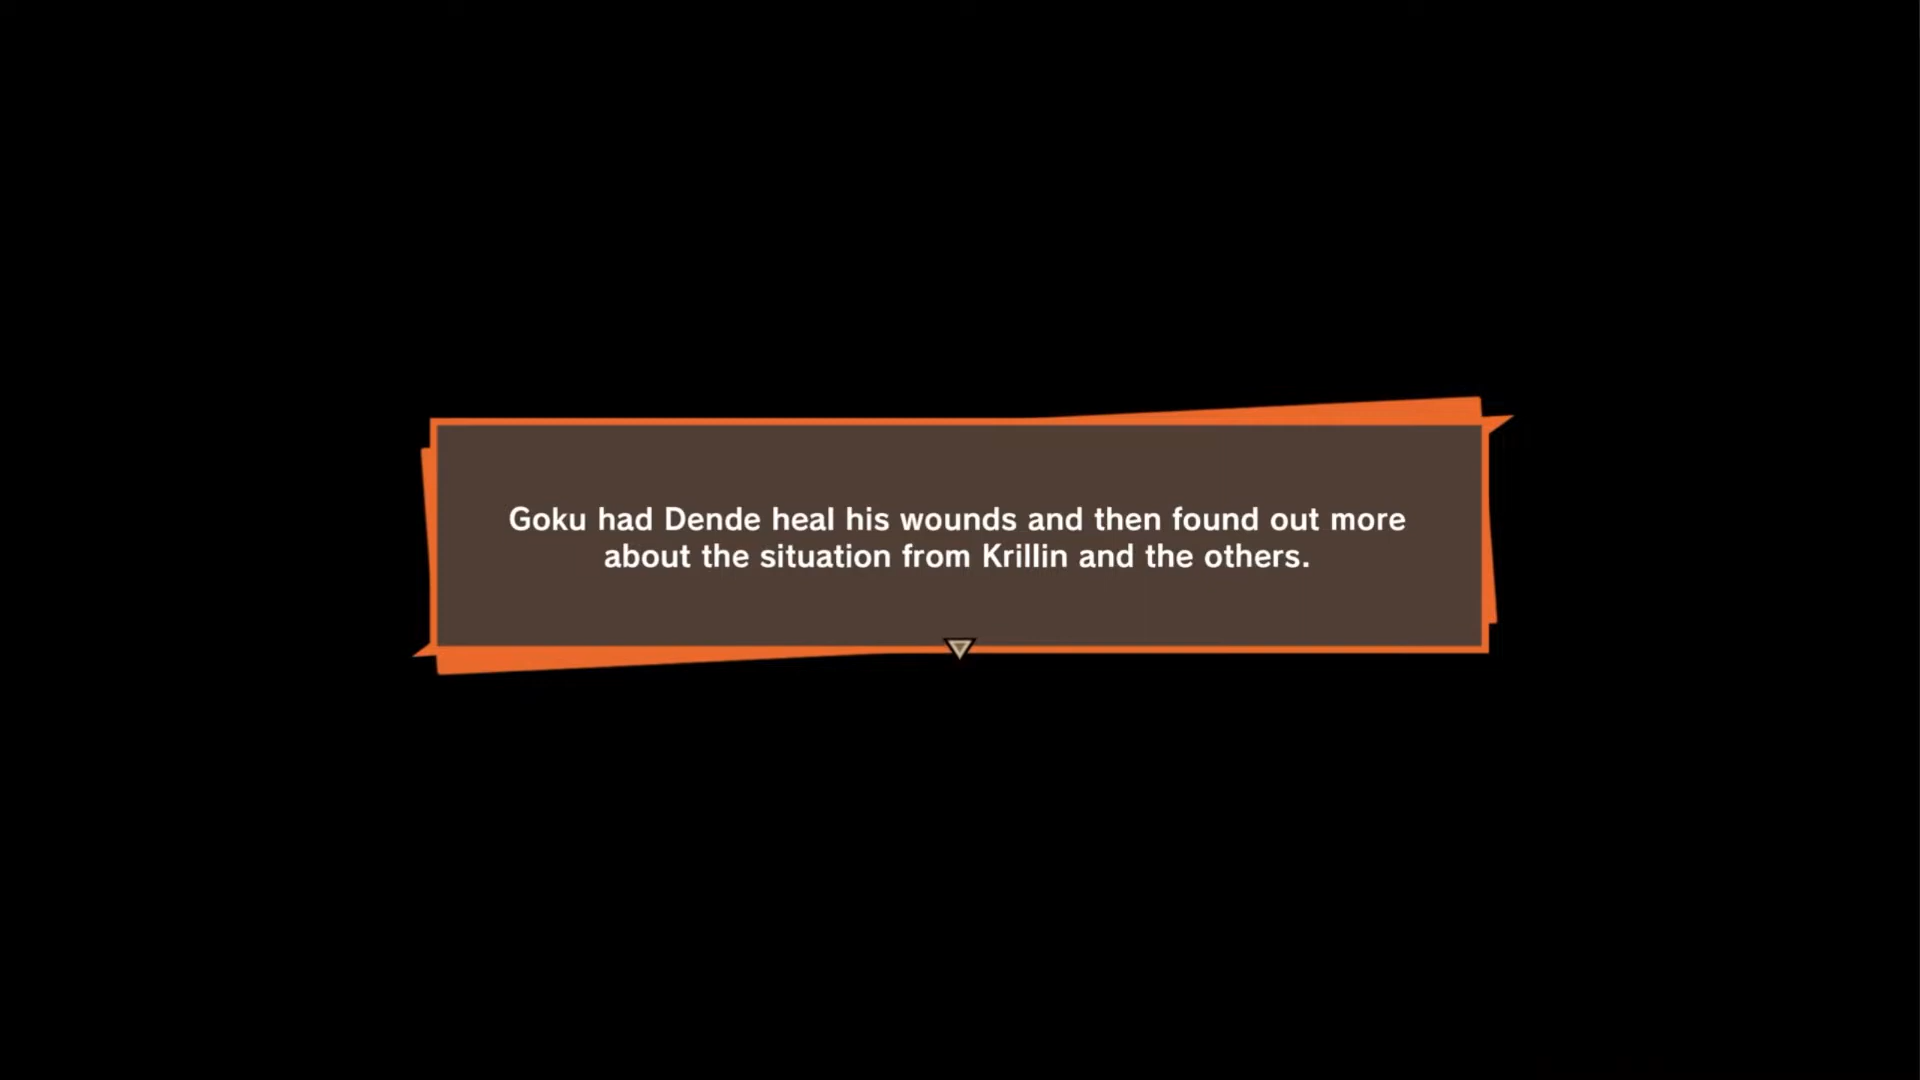 Goku had Dende heal his wounds and then found out more
about the situation from Krillin and the others.